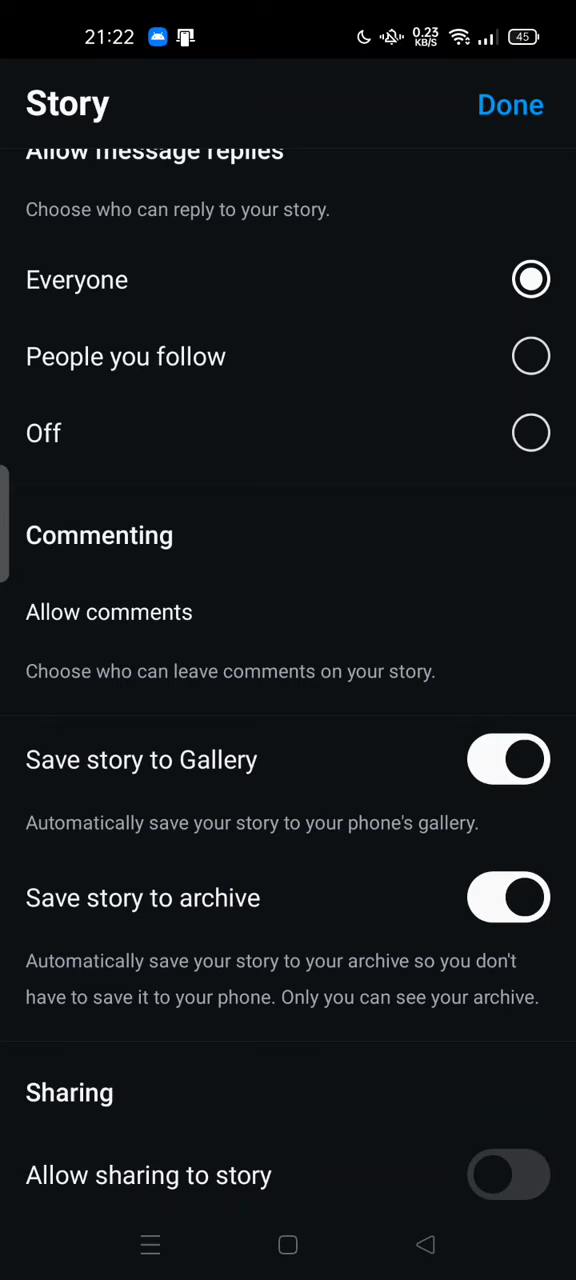 21:22
0.23
KB/S
45
Story
Done
Allow message replies
Choose who can reply to your story.
Everyone
People you follow
Off
Commenting
Allow comments
Choose who can leave comments on your story.
Save story to Gallery
Automatically save your story to your phone's gallery.
Save story to archive
Automatically save your story to your archive so you don't
have to save it to your phone. Only you can see your archive.
Sharing
Allow sharing to story